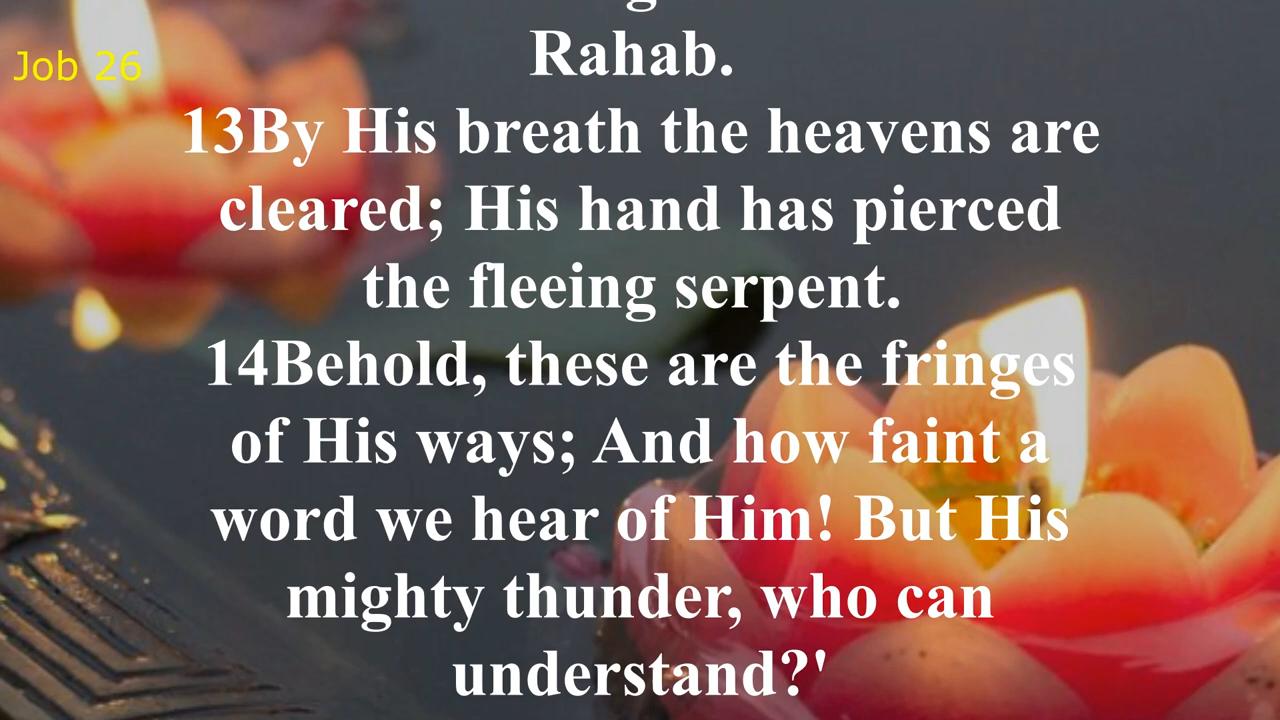 Job 26
Rahab.
13By His breath the heavens are
cleared; His hand has pierced
the fleeing serpent.
14Behold, these are the fringes
of His ways; And how faint a
word we hear of Him! But His
mighty thunder, who can
understand?'